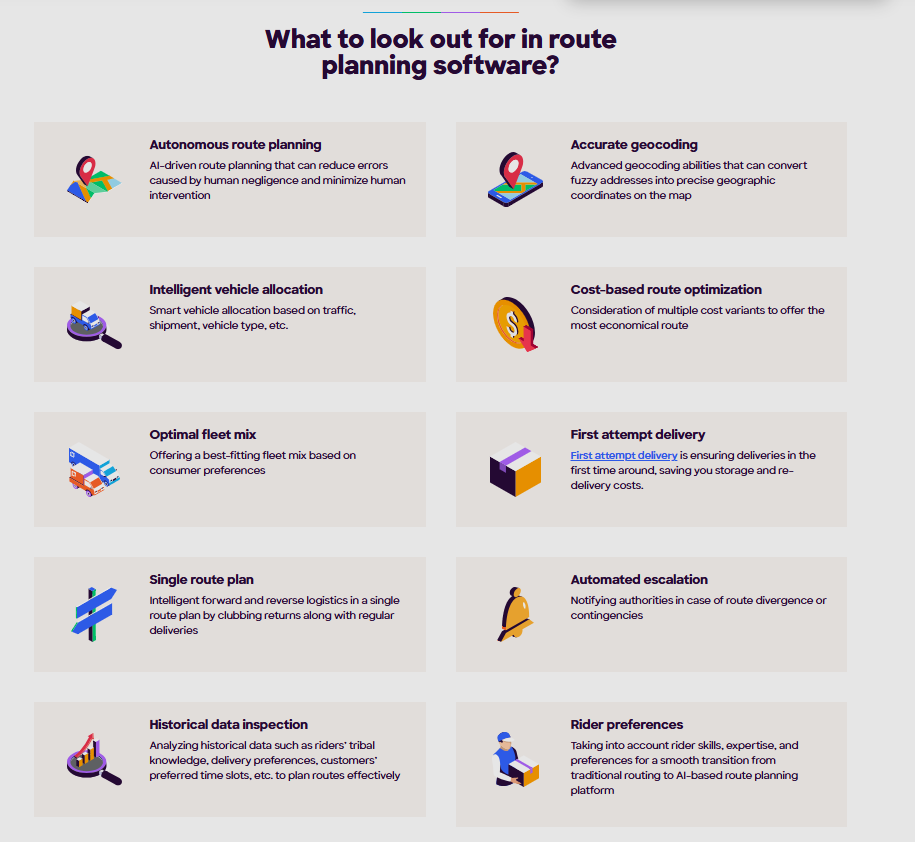 What to look out for in route
planning software?
Autonomous route planning
AI-driven route planning that can reduce errors
caused by human negligence and minimize human
intervention
Accurate geocoding
Advanced geocoding abilities that can convert
fuzzy addresses into precise geographic
coordinates on the map
Intelligent vehicle allocation
Smart vehicle allocation based on traffic,
shipment, vehicle type, etc.
Cost-based route optimization
Consideration of multiple cost variants to offer the
most economical route
Optimal fleet mix
Offering a best-fitting fleet mix based on
consumer preferences
First attempt delivery
First attempt delivery is ensuring deliveries in the
first time around, saving you storage and re-
delivery costs.
Single route plan
Intelligent forward and reverse logistics in a single
route plan by clubbing returns along with regular
deliveries
Automated escalation
Notifying authorities in case of route divergence or
contingencies
Historical data inspection
Analyzing historical data such as riders' tribal
knowledge, delivery preferences, customers'
preferred time slots, etc. to plan routes effectively
Rider preferences
Taking into account rider skills, expertise, and
preferences for a smooth transition from
traditional routing to AI-based route planning
platform